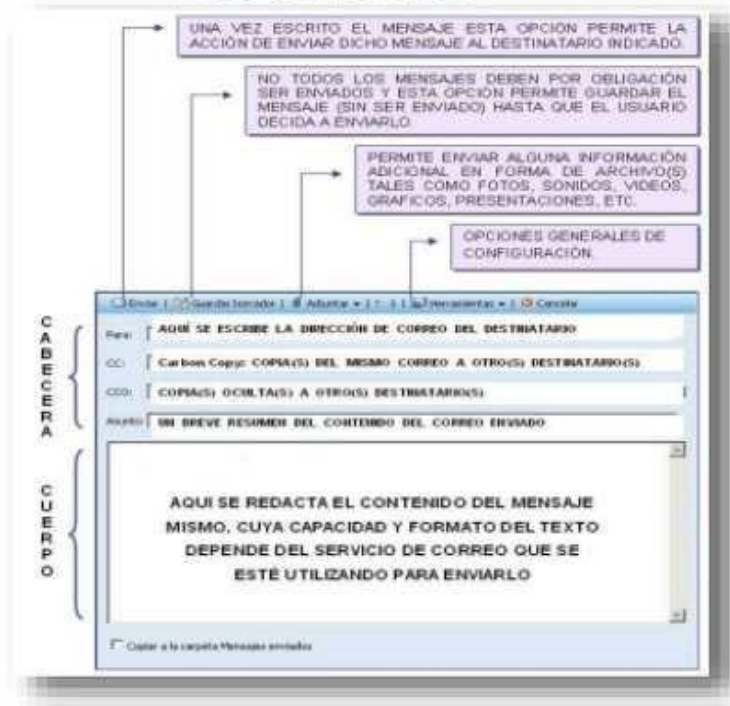 UNA VEZ ESCRITO EL MENSAJE ESTA OPCIÓN PERMITE LA
ACCIÓN DE ENVIAR DICHO MENSAJE AL DESTINATARIO INDICADO.
NO TODOS LOS MENSAJES DEBEN POR OBLIGACIÓN
SER ENVIADOS Y ESTA OPCIÓN PERMITE GUARDAR EL
MENSAJE (SIN SER ENVIADO) HASTA QUE EL USUARIO
DECIDA A ENVIARLO.
PERMITE ENVIAR ALGUNA INFORMACIÓN
ADICIONAL EN FORMA DE ARCHIVO(S)
TALES COMO FOTOS, SONIDOS, VIDEOS,
GRAFICOS, PRESENTACIONES, ETC.
OPCIONES GENERALES DE
CONFIGURACIÓN.
Enviar | Guardar borrador | Adjuntar | Herramientas | Cancelar
CABECERA
Para: AQUÍ SE ESCRIBE LA DIRECCIÓN DE CORREO DEL DESTINATARIO
CC: Carbon Copy: COPIA(S) DEL MISMO CORREO A OTRO(S) DESTINATARIO(S)
CCO: COPIA(S) OCULTA(S) A OTRO(S) DESTINATARIO(S)
Asunto: UN BREVE RESUMEN DEL CONTENIDO DEL CORREO ENVIADO
CUERPO
AQUI SE REDACTA EL CONTENIDO DEL MENSAJE
MISMO, CUYA CAPACIDAD Y FORMATO DEL TEXTO
DEPENDE DEL SERVICIO DE CORREO QUE SE
ESTÉ UTILIZANDO PARA ENVIARLO
Copiar a la carpeta Mensajes enviados